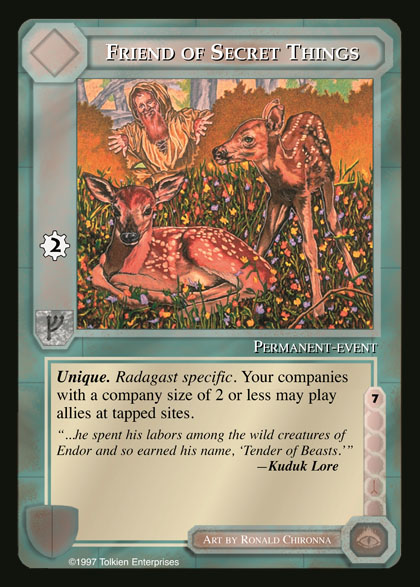 Friend of Secret Things
2
Permanent-event
Unique. Radagast specific. Your companies
with a company size of 2 or less may play
allies at tapped sites.
7
“...he spent his labors among the wild creatures of
Endor and so earned his name, ‘Tender of Beasts.’”
—Kuduk Lore
Art by Ronald Chironna
©1997 Tolkien Enterprises